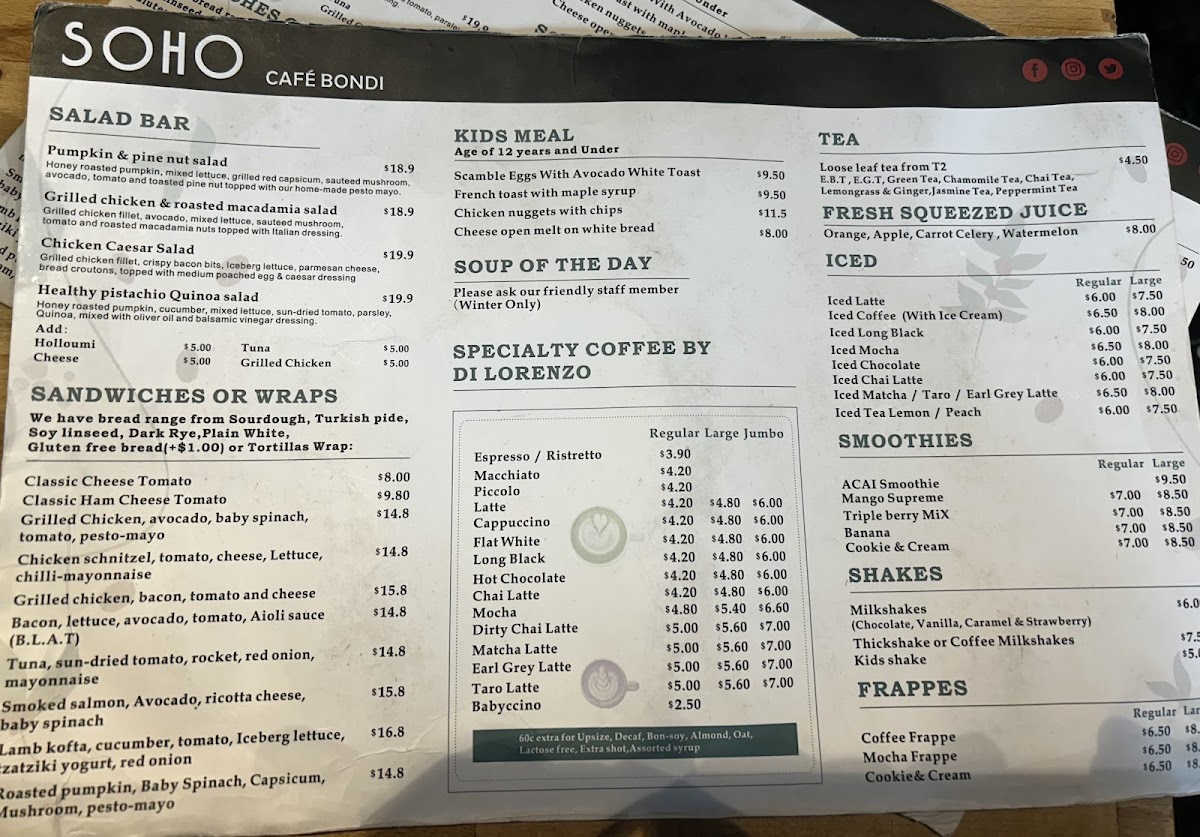 SOHO CAFÉ BONDI
SALAD BAR
Pumpkin & pine nut salad $18.9
Honey roasted pumpkin, mixed lettuce, grilled red capsicum, sauteed mushroom,
avocado, tomato and toasted pine nut topped with our home-made pesto mayo.
Grilled chicken & roasted macadamia salad $18.9
Grilled chicken fillet, avocado, mixed lettuce, sauteed mushroom,
tomato and roasted macadamia nuts topped with Italian dressing.
Chicken Caesar Salad $19.9
Grilled chicken fillet, crispy bacon bits, Iceberg lettuce, parmesan cheese,
bread croutons, topped with medium poached egg & caesar dressing
Healthy pistachio Quinoa salad $19.9
Honey roasted pumpkin, cucumber, mixed lettuce, sun-dried tomato, parsley,
Quinoa, mixed with oliver oil and balsamic vinegar dressing.
Add:
Holloumi $5.00 Tuna $5.00
Cheese $5.00 Grilled Chicken $5.00
SANDWICHES OR WRAPS
We have bread range from Sourdough, Turkish pide,
Soy linseed, Dark Rye,Plain White,
Gluten free bread(+$1.00) or Tortillas Wrap:
Classic Cheese Tomato $8.00
Classic Ham Cheese Tomato $9.80
Grilled Chicken, avocado, baby spinach, $14.8
tomato, pesto-mayo
Chicken schnitzel, tomato, cheese, Lettuce, $14.8
chilli-mayonnaise
Grilled chicken, bacon, tomato and cheese $15.8
Bacon, lettuce, avocado, tomato, Aioli sauce $14.8
(B.L.A.T)
Tuna, sun-dried tomato, rocket, red onion, $14.8
mayonnaise
Smoked salmon, Avocado, ricotta cheese, $15.8
baby spinach
Lamb kofta, cucumber, tomato, Iceberg lettuce, $16.8
tzatziki yogurt, red onion
Roasted pumpkin, Baby Spinach, Capsicum, $14.8
Mushroom, pesto-mayo
KIDS MEAL
Age of 12 years and Under
Scamble Eggs With Avocado White Toast $9.50
French toast with maple syrup $9.50
Chicken nuggets with chips $11.5
Cheese open melt on white bread $8.00
SOUP OF THE DAY
Please ask our friendly staff member
(Winter Only)
SPECIALTY COFFEE BY
DI LORENZO
Regular Large Jumbo
Espresso / Ristretto $3.90
Macchiato $4.20
Piccolo $4.20
Latte $4.20 $4.80 $6.00
Cappuccino $4.20 $4.80 $6.00
Flat White $4.20 $4.80 $6.00
Long Black $4.20 $4.80 $6.00
Hot Chocolate $4.20 $4.80 $6.00
Chai Latte $4.20 $4.80 $6.00
Mocha $4.80 $5.40 $6.60
Dirty Chai Latte $5.00 $5.60 $7.00
Matcha Latte $5.00 $5.60 $7.00
Earl Grey Latte $5.00 $5.60 $7.00
Taro Latte $5.00 $5.60 $7.00
Babyccino $2.50
60c extra for Upsize, Decaf, Bon-soy, Almond, Oat,
Lactose free, Extra shot,Assorted syrup
TEA
Loose leaf tea from T2 $4.50
E.B.T , E.G.T, Green Tea, Chamomile Tea, Chai Tea,
Lemongrass & Ginger,Jasmine Tea, Peppermint Tea
FRESH SQUEEZED JUICE
Orange, Apple, Carrot Celery , Watermelon $8.00
ICED
Regular Large
Iced Latte $6.00 $7.50
Iced Coffee (With Ice Cream) $6.50 $8.00
Iced Long Black $6.00 $7.50
Iced Mocha $6.50 $8.00
Iced Chocolate $6.00 $7.50
Iced Chai Latte $6.00 $7.50
Iced Matcha / Taro / Earl Grey Latte $6.50 $8.00
Iced Tea Lemon / Peach $6.00 $7.50
SMOOTHIES
Regular Large
ACAI Smoothie $9.50
Mango Supreme $7.00 $8.50
Triple berry MiX $7.00 $8.50
Banana $7.00 $8.50
Cookie & Cream $7.00 $8.50
SHAKES
Milkshakes $6.0
(Chocolate, Vanilla, Caramel & Strawberry)
Thickshake or Coffee Milkshakes $7.5
Kids shake $5.
FRAPPES
Regular Lar
Coffee Frappe $6.50 $8.
Mocha Frappe $6.50 $8.
Cookie& Cream $6.50 $8.